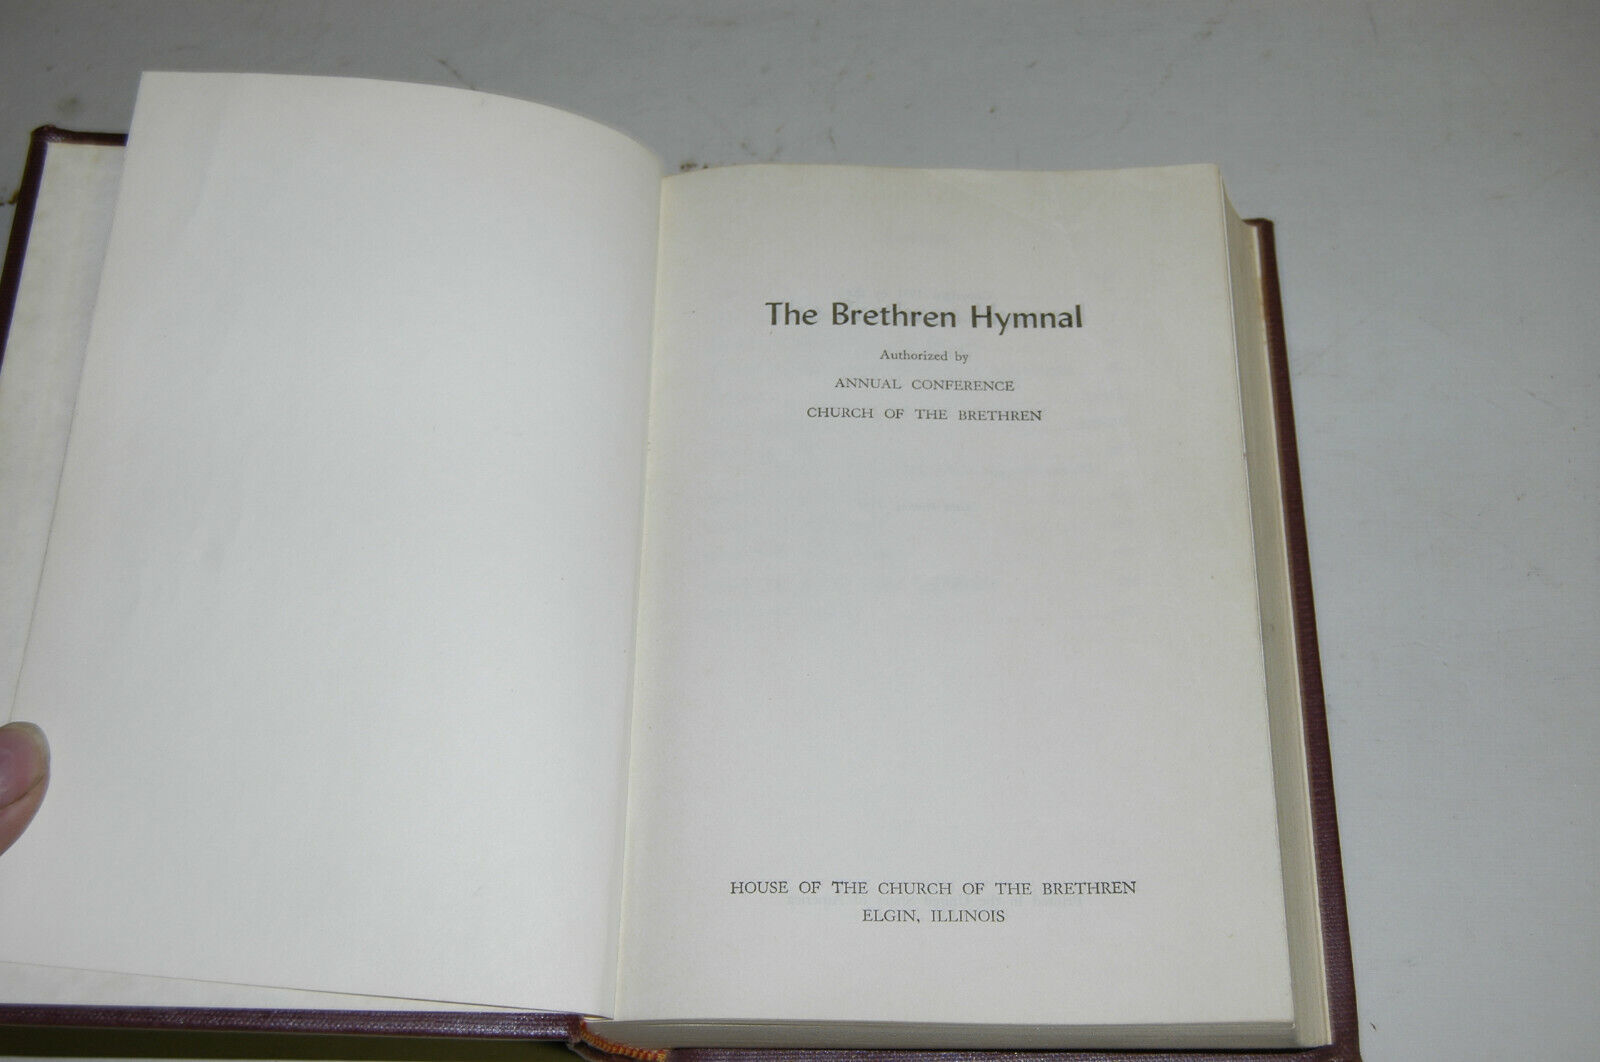 The Brethren Hymnal
Authorized by
ANNUAL CONFERENCE
CHURCH OF THE BRETHREN
HOUSE OF THE CHURCH OF THE BRETHREN
ELGIN, ILLINOIS